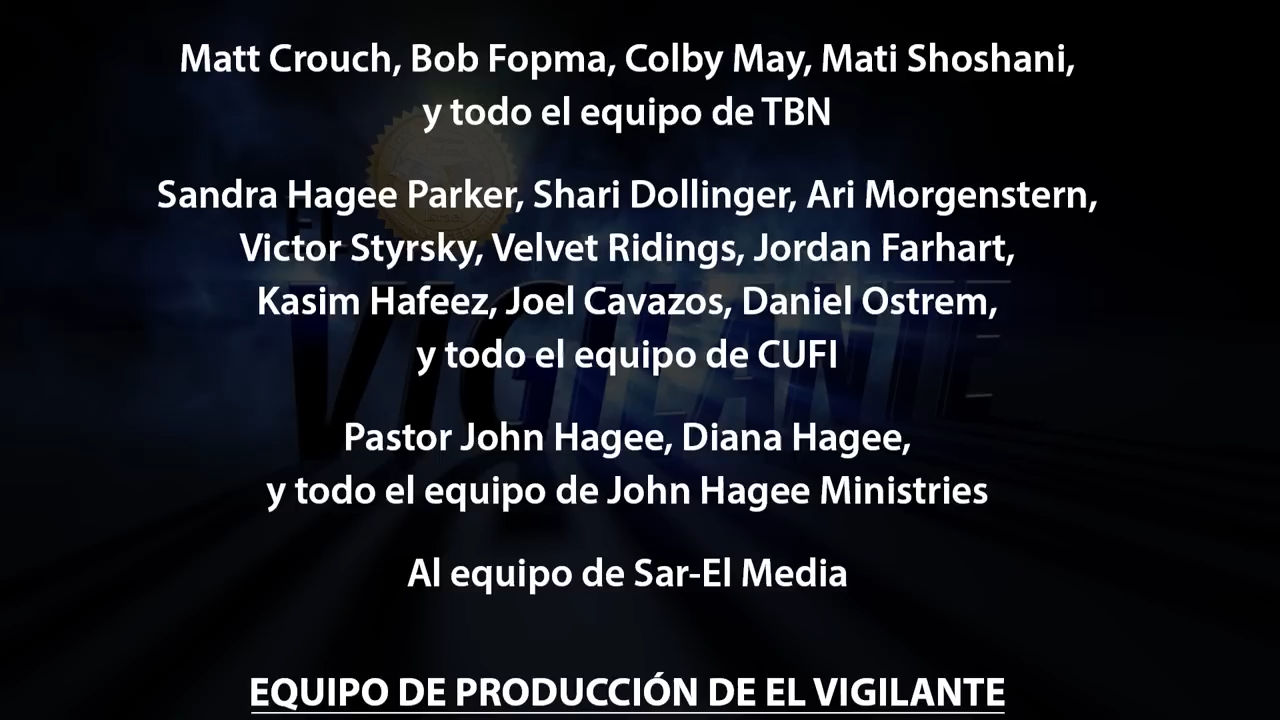 Matt Crouch, Bob Fopma, Colby May, Mati Shoshani,
y todo el equipo de TBN
Sandra Hagee Parker, Shari Dollinger, Ari Morgenstern,
Victor Styrsky, Velvet Ridings, Jordan Farhart,
Kasim Hafeez, Joel Cavazos, Daniel Ostrem,
y todo el equipo de CUFI
Pastor John Hagee, Diana Hagee,
y todo el equipo de John Hagee Ministries
Al equipo de Sar-El Media
EQUIPO DE PRODUCCIÓN DE EL VIGILANTE
EL
VIGILANTE